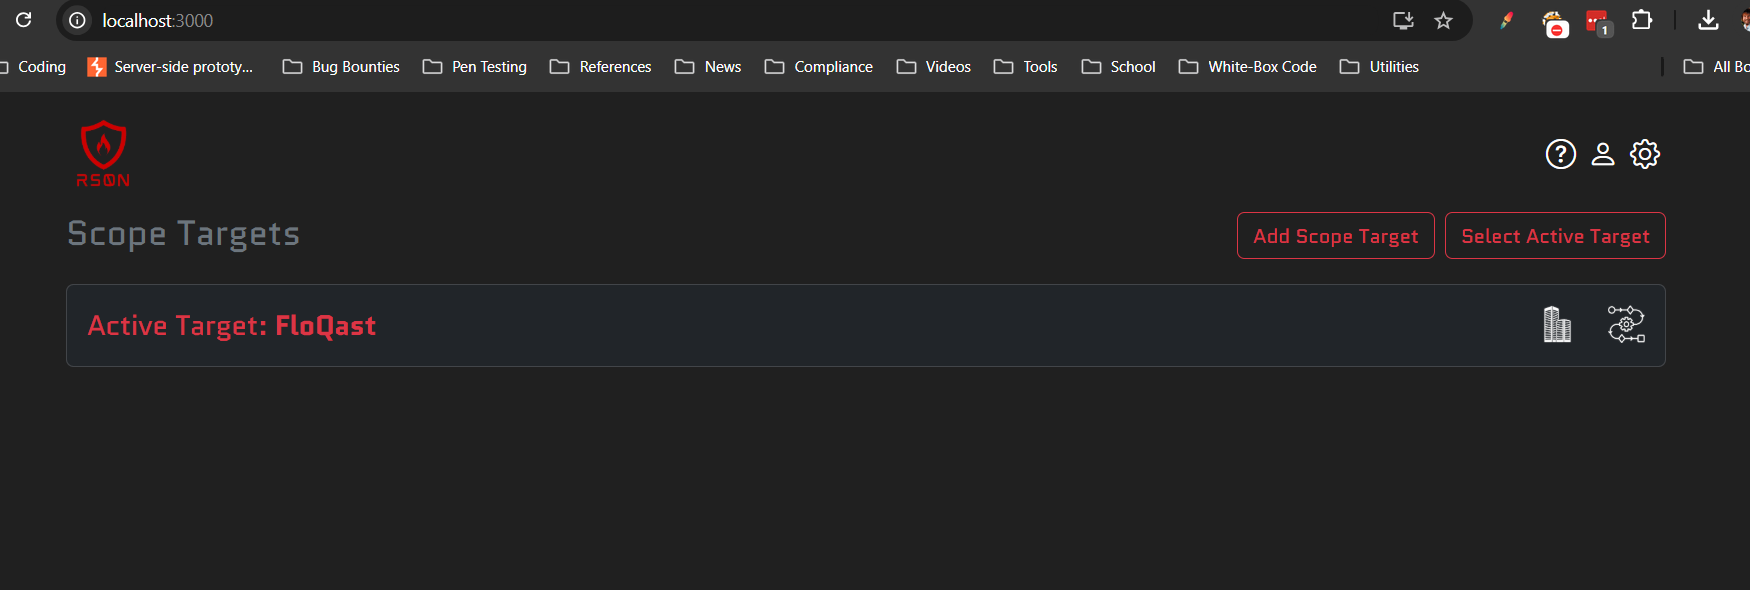 localhost:3000
1
Coding Server-side prototy... Bug Bounties Pen Testing References News Compliance Videos Tools School White-Box Code Utilities All Bo
RS0N
?
Scope Targets
Add Scope Target Select Active Target
Active Target: FloQast